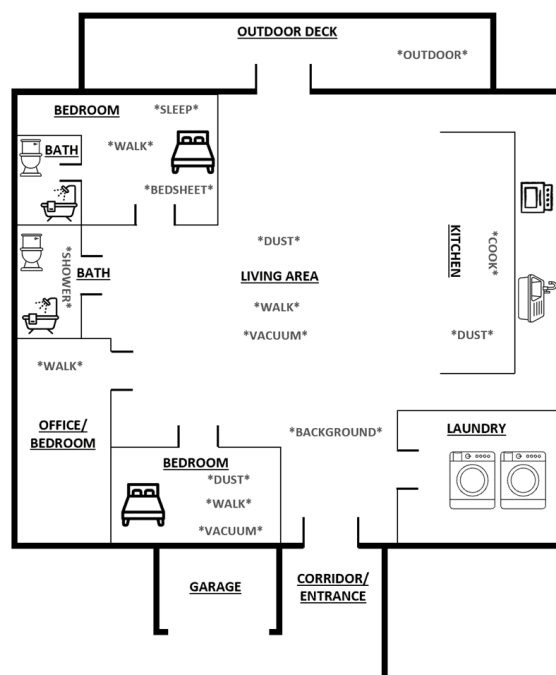 OUTDOOR DECK
*OUTDOOR*
BEDROOM
*SLEEP*
*WALK*
BATH
*BEDSHEET*
*DUST*
KITCHEN
*COOK*
*SHOWER*
BATH
LIVING AREA
*WALK*
*VACUUM*
*DUST*
*WALK*
OFFICE/
BEDROOM
*BACKGROUND*
LAUNDRY
BEDROOM
*DUST*
*WALK*
*VACUUM*
GARAGE
CORRIDOR/
ENTRANCE